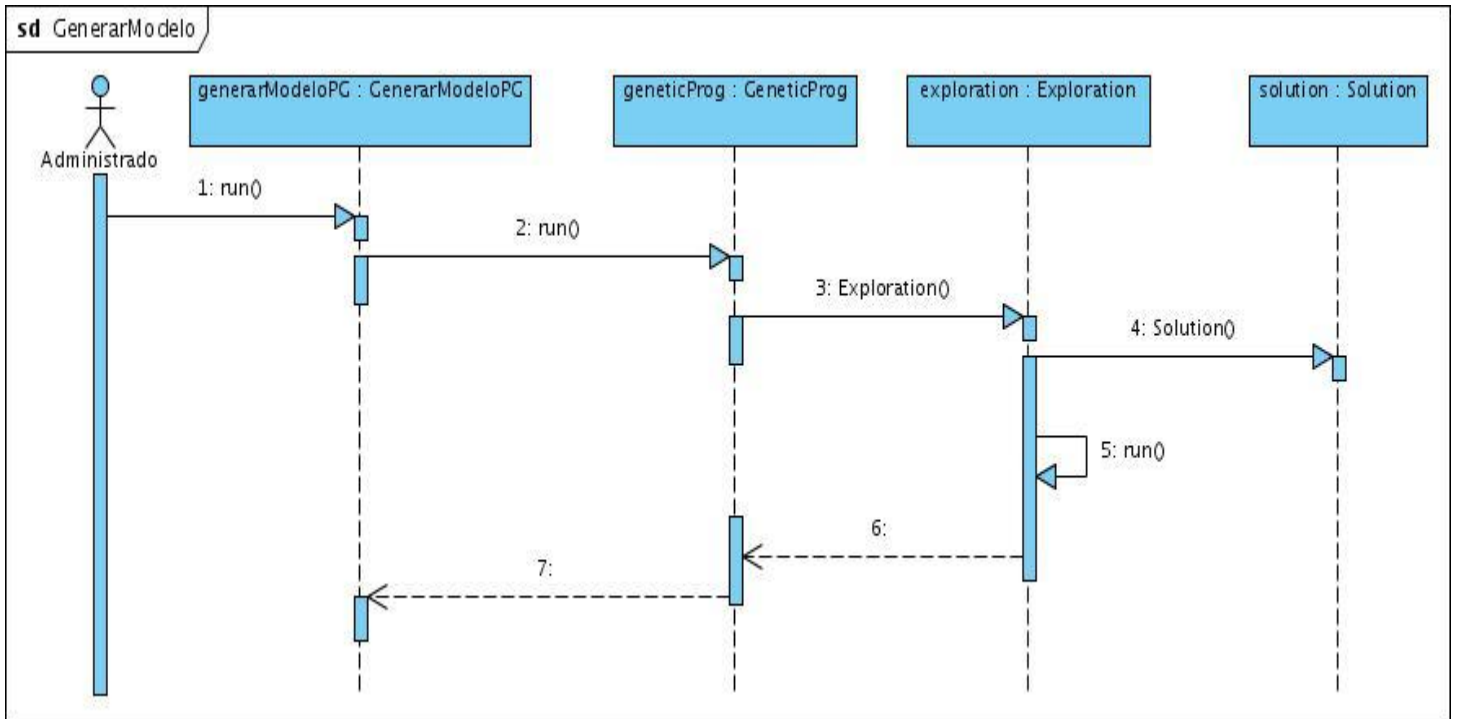 sd GenerarModelo
generarModeloPG : GenerarModeloPG
geneticProg : GeneticProg
exploration : Exploration
solution : Solution
Administrado
1: run()
2: run()
3: Exploration()
4: Solution()
5: run()
6:
7: